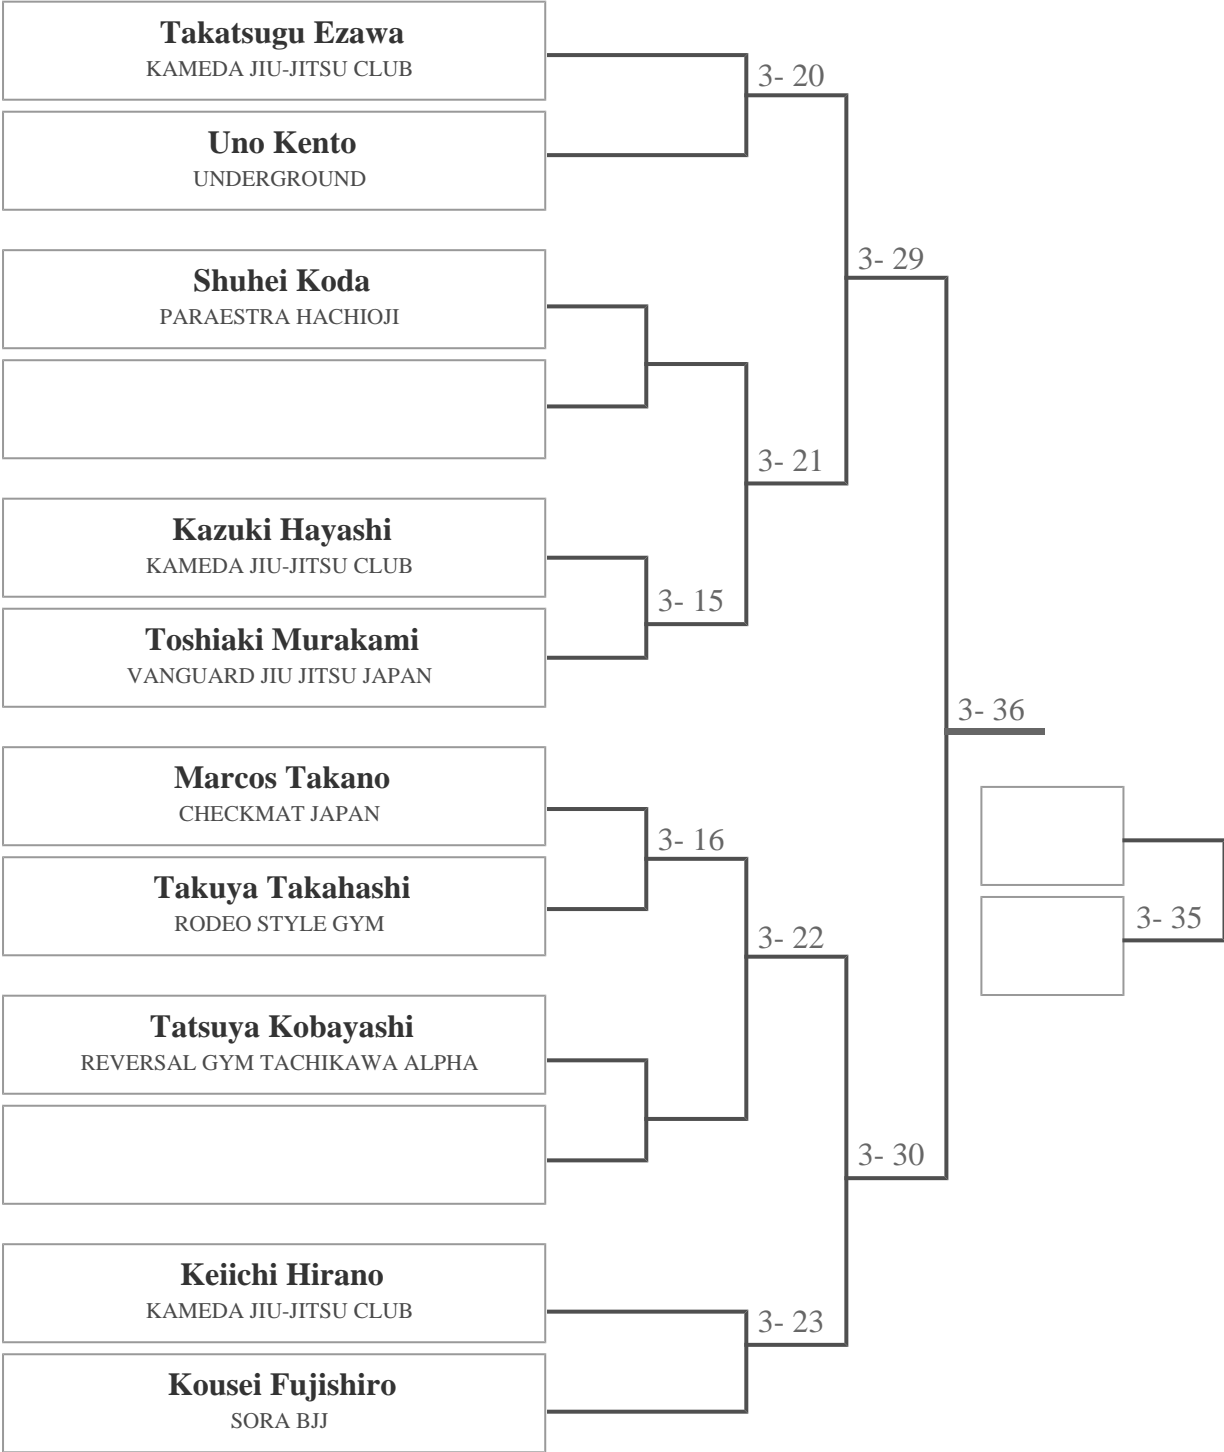 Takatsugu Ezawa
KAMEDA JIU-JITSU CLUB
3- 20
Uno Kento
UNDERGROUND
3- 29
Shuhei Koda
PARAESTRA HACHIOJI
3- 21
Kazuki Hayashi
KAMEDA JIU-JITSU CLUB
3- 15
Toshiaki Murakami
VANGUARD JIU JITSU JAPAN
3- 36
Marcos Takano
CHECKMAT JAPAN
3- 16
Takuya Takahashi
RODEO STYLE GYM
3- 35
3- 22
Tatsuya Kobayashi
REVERSAL GYM TACHIKAWA ALPHA
3- 30
Keiichi Hirano
KAMEDA JIU-JITSU CLUB
3- 23
Kousei Fujishiro
SORA BJJ